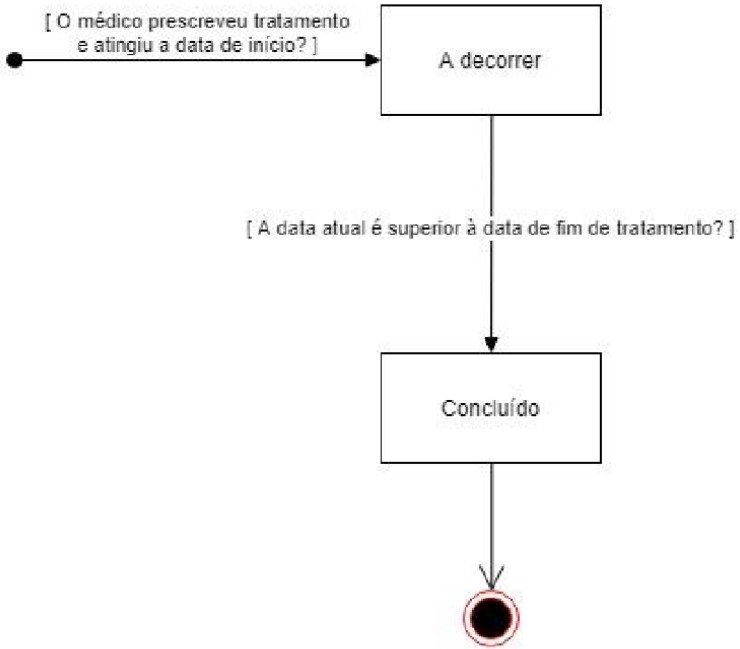 [ O médico prescreveu tratamento
e atingiu a data de início? ]
A decorrer
[ A data atual é superior à data de fim de tratamento? ]
Concluído